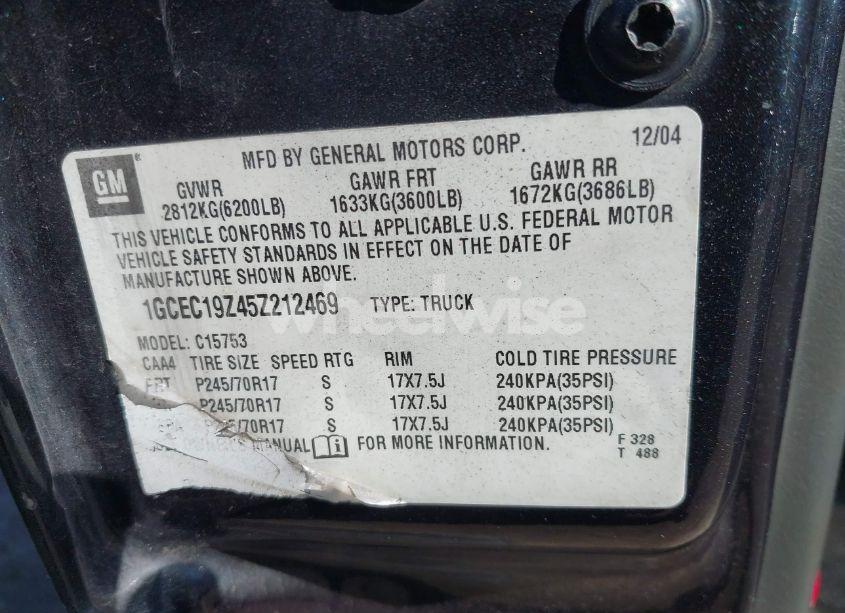 GM
MFD BY GENERAL MOTORS CORP. 12/04
GVWR GAWR FRT GAWR RR
2812KG(6200LB) 1633KG(3600LB) 1672KG(3686LB)
THIS VEHICLE CONFORMS TO ALL APPLICABLE U.S. FEDERAL MOTOR
VEHICLE SAFETY STANDARDS IN EFFECT ON THE DATE OF
MANUFACTURE SHOWN ABOVE.
1GCEC19Z45Z212469 TYPE: TRUCK
wheelwise
MODEL: C15753
CAA4 TIRE SIZE SPEED RTG RIM COLD TIRE PRESSURE
FRT P245/70R17 S 17X7.5J 240KPA(35PSI)
P245/70R17 S 17X7.5J 240KPA(35PSI)
P245/70R17 S 17X7.5J 240KPA(35PSI)
MANUAL FOR MORE INFORMATION.
F 328
T 488